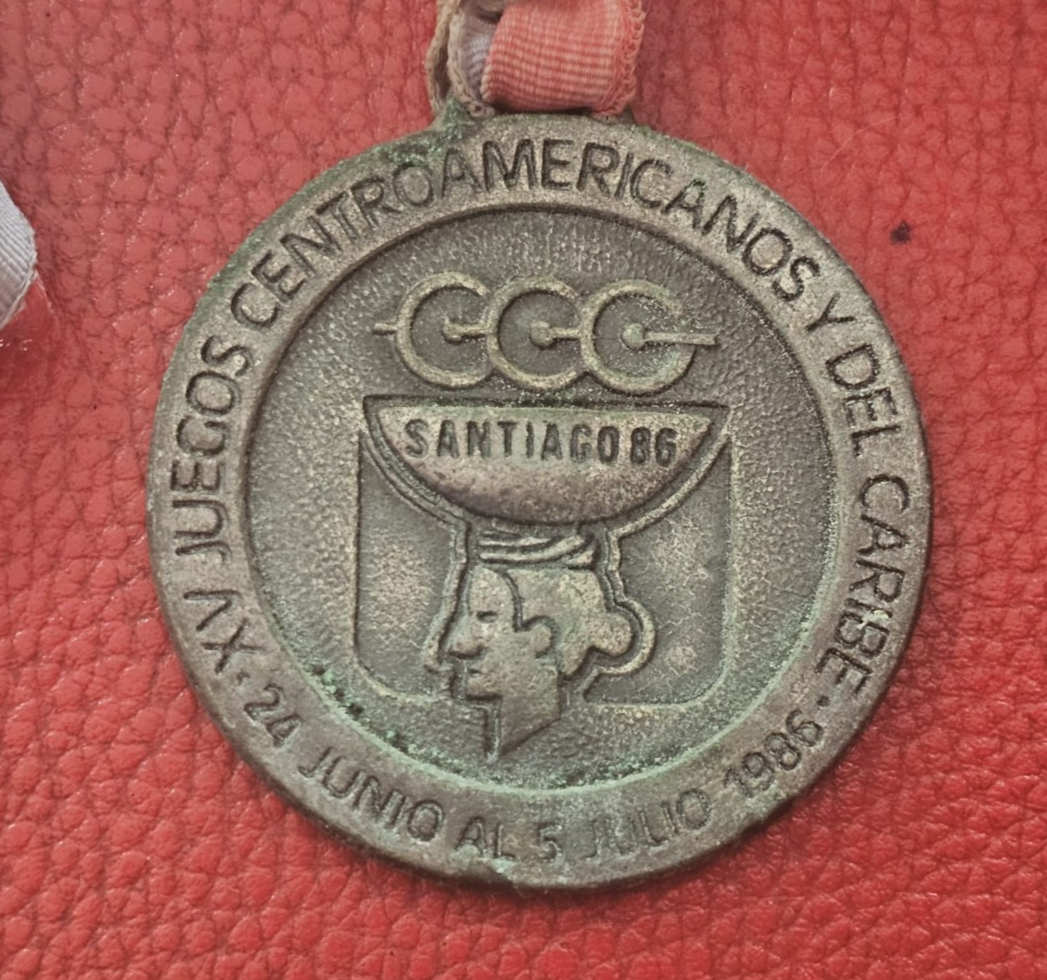 XV JUEGOS CENTROAMERICANOS Y DEL CARIBE
· 24 JUNIO AL 5 JULIO 1986 ·
SANTIAGO 86